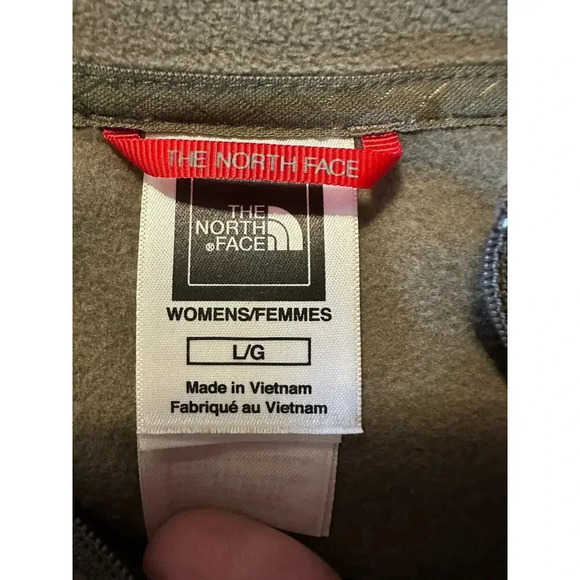 THE NORTH FACE
THE
NORTH
®FACE
WOMENS/FEMMES
L/G
Made in Vietnam
Fabriqué au Vietnam